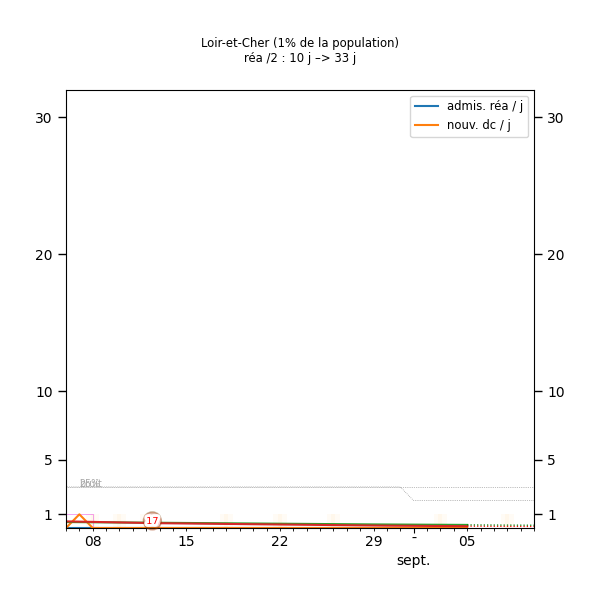 Loir-et-Cher (1% de la population)
réa /2 : 10 j –> 33 j
admis. réa / j
nouv. dc / j
30 30
20 20
10 10
5 5
1 17 1
08 15 22 29 - 05
sept.